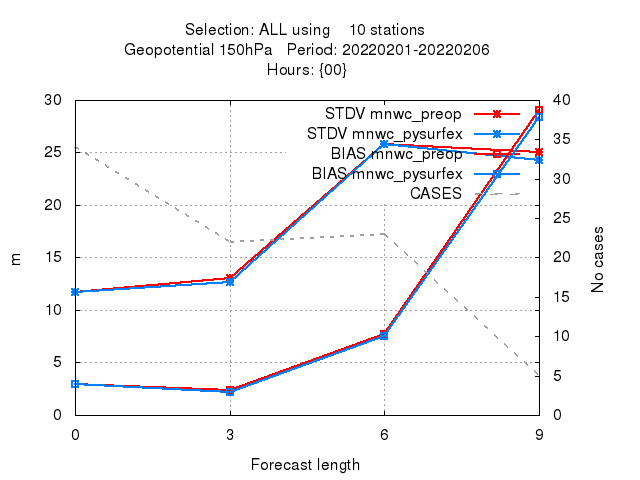 Selection: ALL using 10 stations
Geopotential 150hPa Period: 20220201-20220206
Hours: {00}
30
25
20
15
10
5
0
40
35
30
25
20
15
10
5
0
STDV mnwc_preop
STDV mnwc_pysurfex
BIAS mnwc_preop
BIAS mnwc_pysurfex
CASES
m
No cases
0 3 6 9
Forecast length